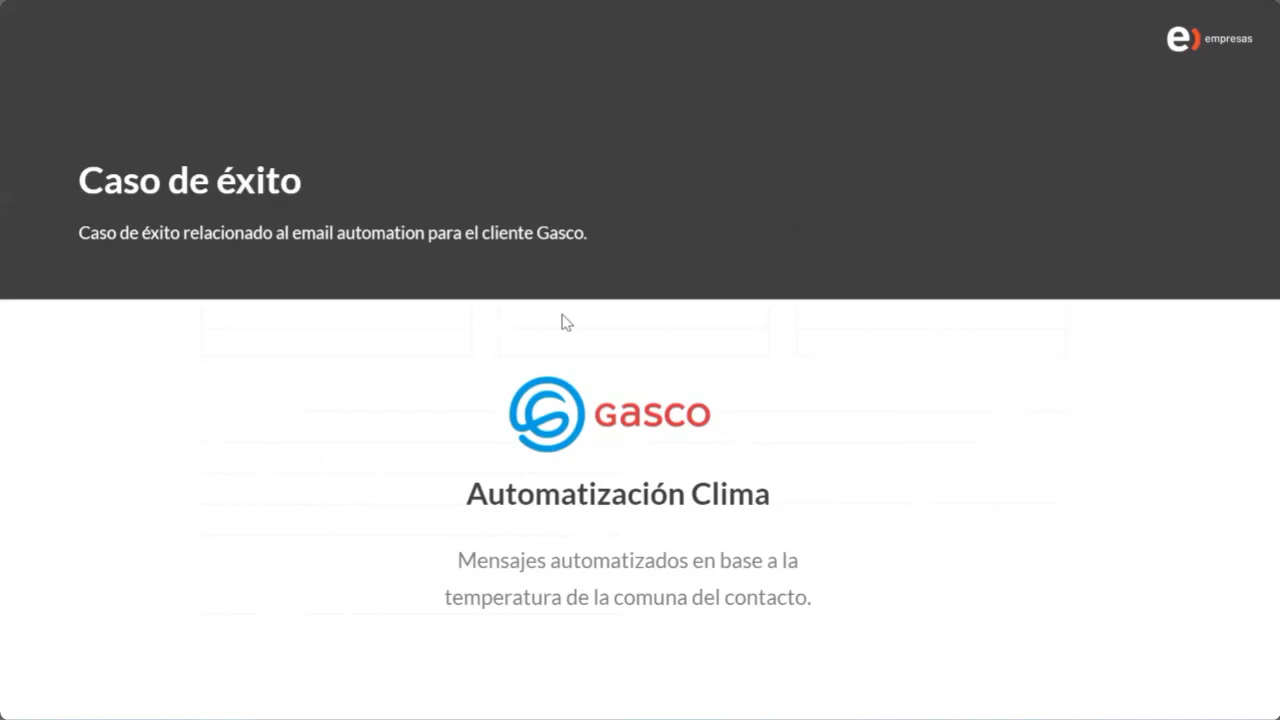 e) empresas
Caso de éxito
Caso de éxito relacionado al email automation para el cliente Gasco.
GASCO
Automatización Clima
Mensajes automatizados en base a la
temperatura de la comuna del contacto.